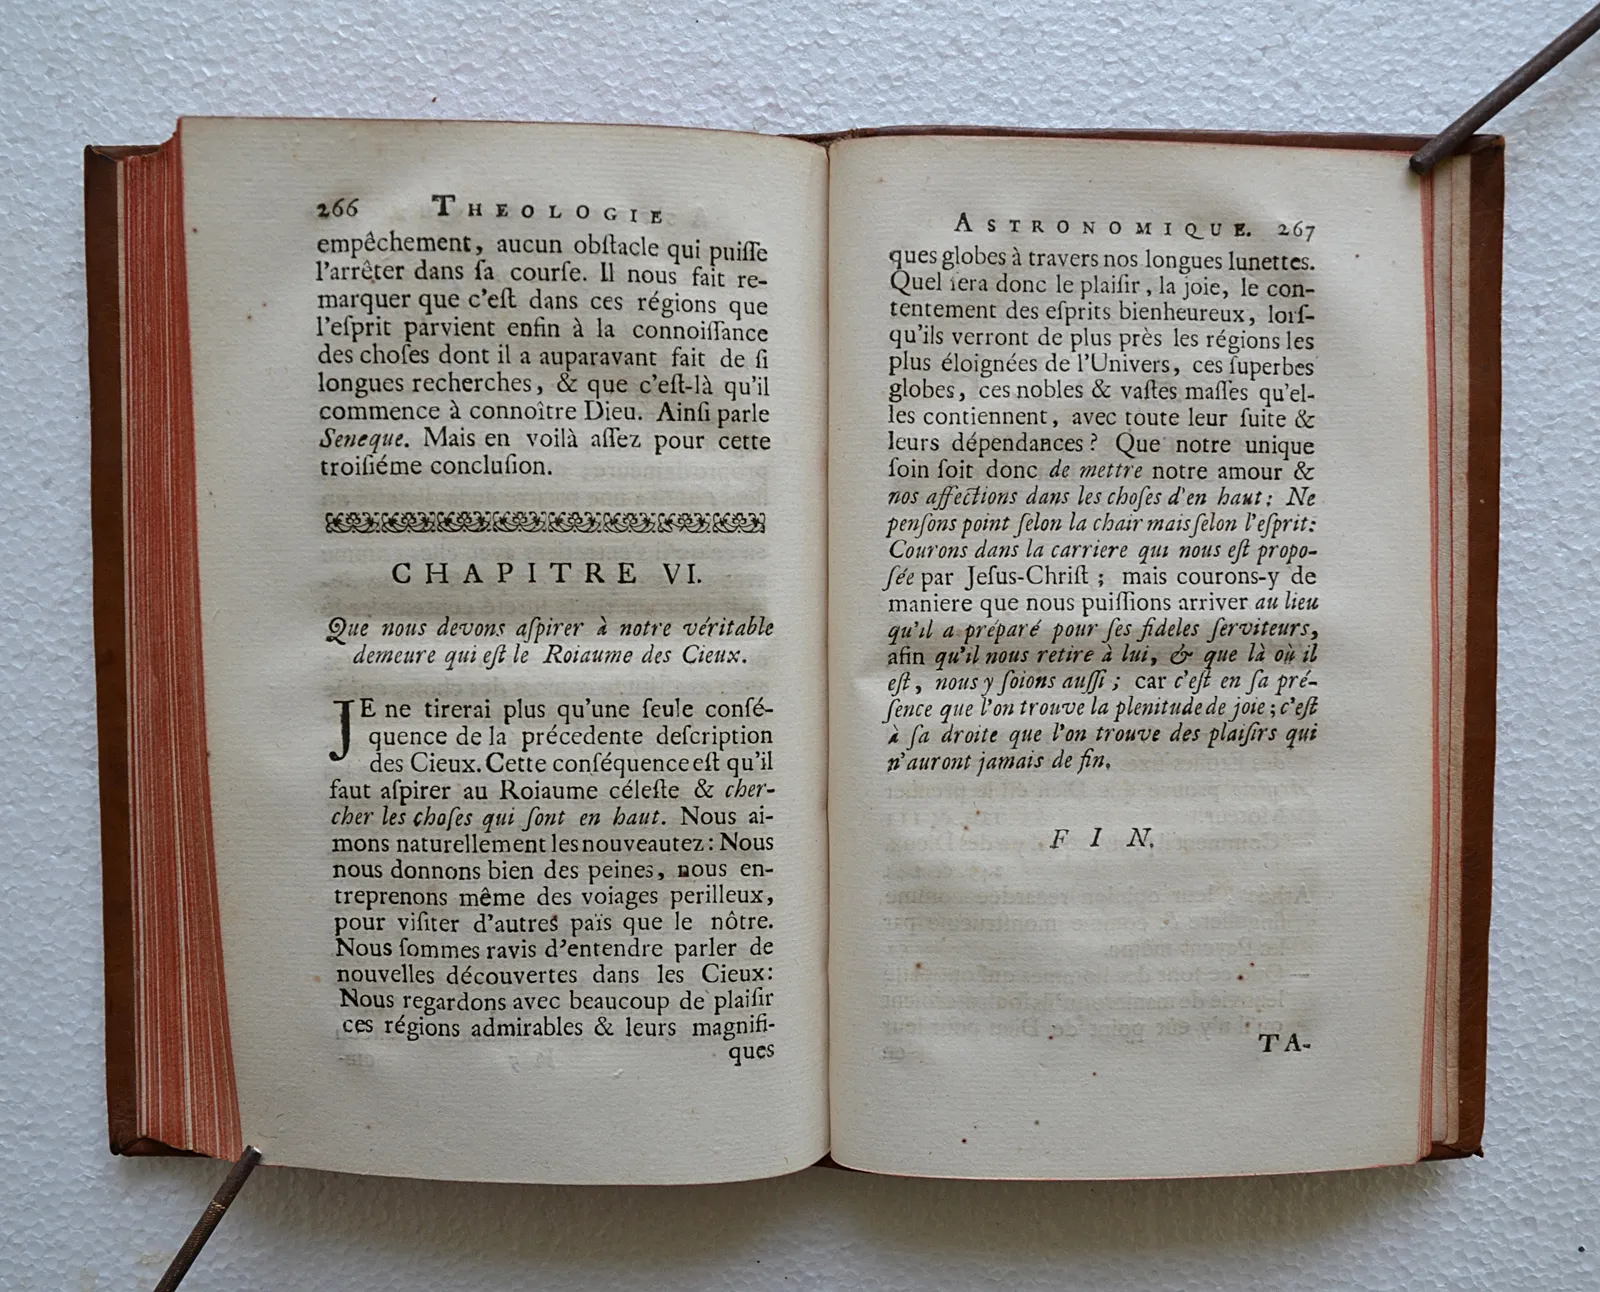 266 THEOLOGIE
empêchement, aucun obſtacle qui puiſſe
l'arrêter dans ſa courſe. Il nous fait re-
marquer que c'eſt dans ces régions que
l'eſprit parvient enfin à la connoiſſance
des choſes dont il a auparavant fait de ſi
longues recherches, & que c'eſt-là qu'il
commence à connoître Dieu. Ainſi parle
Seneque. Mais en voilà aſſez pour cette
troiſiéme concluſion.
CHAPITRE VI.
Que nous devons aſpirer à notre véritable
demeure qui eſt le Roiaume des Cieux.
JE ne tirerai plus qu'une ſeule conſé-
quence de la précedente deſcription
des Cieux. Cette conſéquence eſt qu'il
faut aſpirer au Roiaume céleſte & cher-
cher les choſes qui ſont en haut. Nous ai-
mons naturellement les nouveautez: Nous
nous donnons bien des peines, nous en-
treprenons même des voiages perilleux,
pour viſiter d'autres païs que le nôtre.
Nous ſommes ravis d'entendre parler de
nouvelles découvertes dans les Cieux:
Nous regardons avec beaucoup de plaiſir
ces régions admirables & leurs magnifi-
ques
ASTRONOMIQUE. 267
ques globes à travers nos longues lunettes.
Quel ſera donc le plaiſir, la joie, le con-
tentement des eſprits bienheureux, lorſ-
qu'ils verront de plus près les régions les
plus éloignées de l'Univers, ces ſuperbes
globes, ces nobles & vaſtes maſſes qu'el-
les contiennent, avec toute leur ſuite &
leurs dépendances? Que notre unique
ſoin ſoit donc de mettre notre amour &
nos affections dans les choſes d'en haut; Ne
penſons point ſelon la chair mais ſelon l'eſprit:
Courons dans la carriere qui nous eſt propo-
ſée par Jeſus-Chriſt; mais courons-y de
maniere que nous puiſſions arriver au lieu
qu'il a préparé pour ſes fideles ſerviteurs,
afin qu'il nous retire à lui, & que là où il
eſt, nous y ſoions auſſi; car c'eſt en ſa pré-
ſence que l'on trouve la plenitude de joie; c'eſt
à ſa droite que l'on trouve des plaiſirs qui
n'auront jamais de fin.
FIN.
TA-